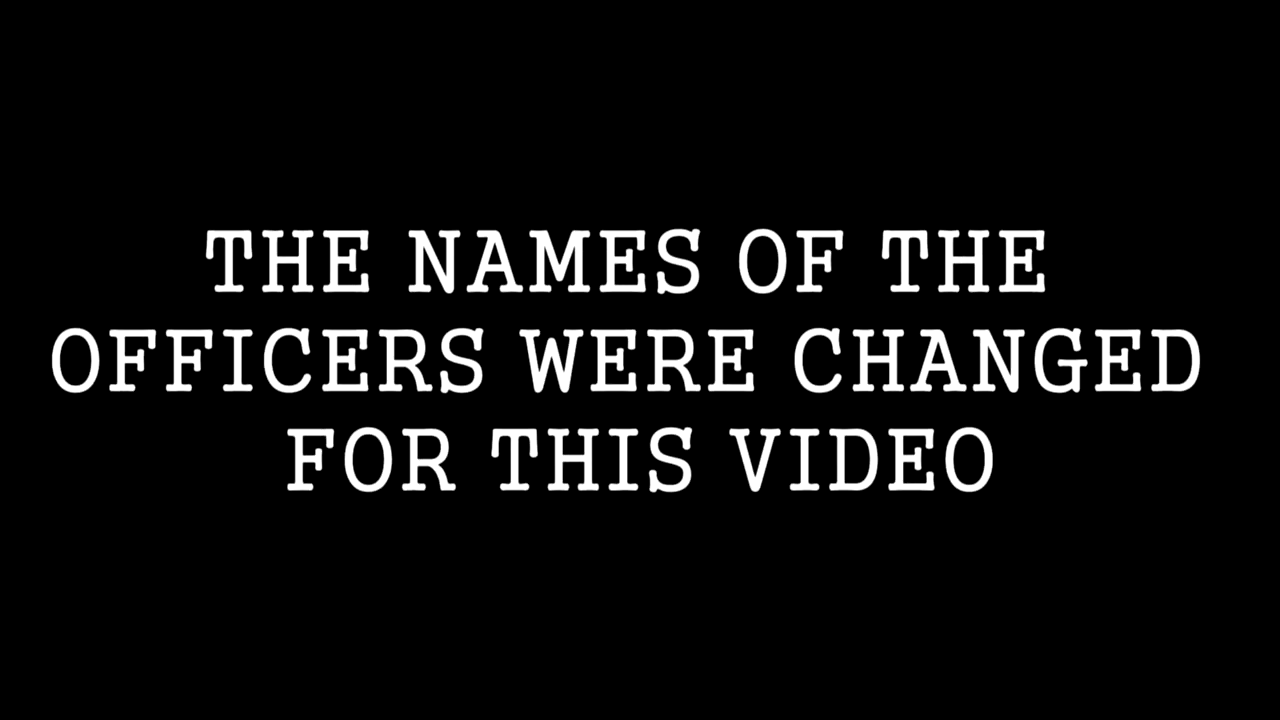 THE NAMES OF THE
OFFICERS WERE CHANGED
FOR THIS VIDEO